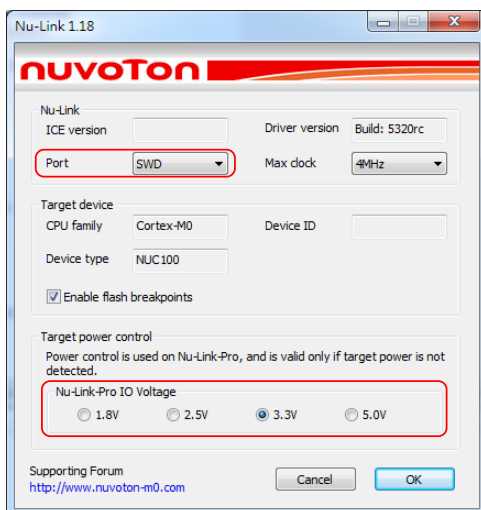 Nu-Link 1.18
nuvoTon
Nu-Link
ICE version Driver version Build: 5320rc
Port SWD Max clock 4MHz
Target device
CPU family Cortex-M0 Device ID
Device type NUC100
Enable flash breakpoints
Target power control
Power control is used on Nu-Link-Pro, and is valid only if target power is not
detected.
Nu-Link-Pro IO Voltage
1.8V 2.5V 3.3V 5.0V
Supporting Forum
http://www.nuvoton-m0.com
Cancel OK